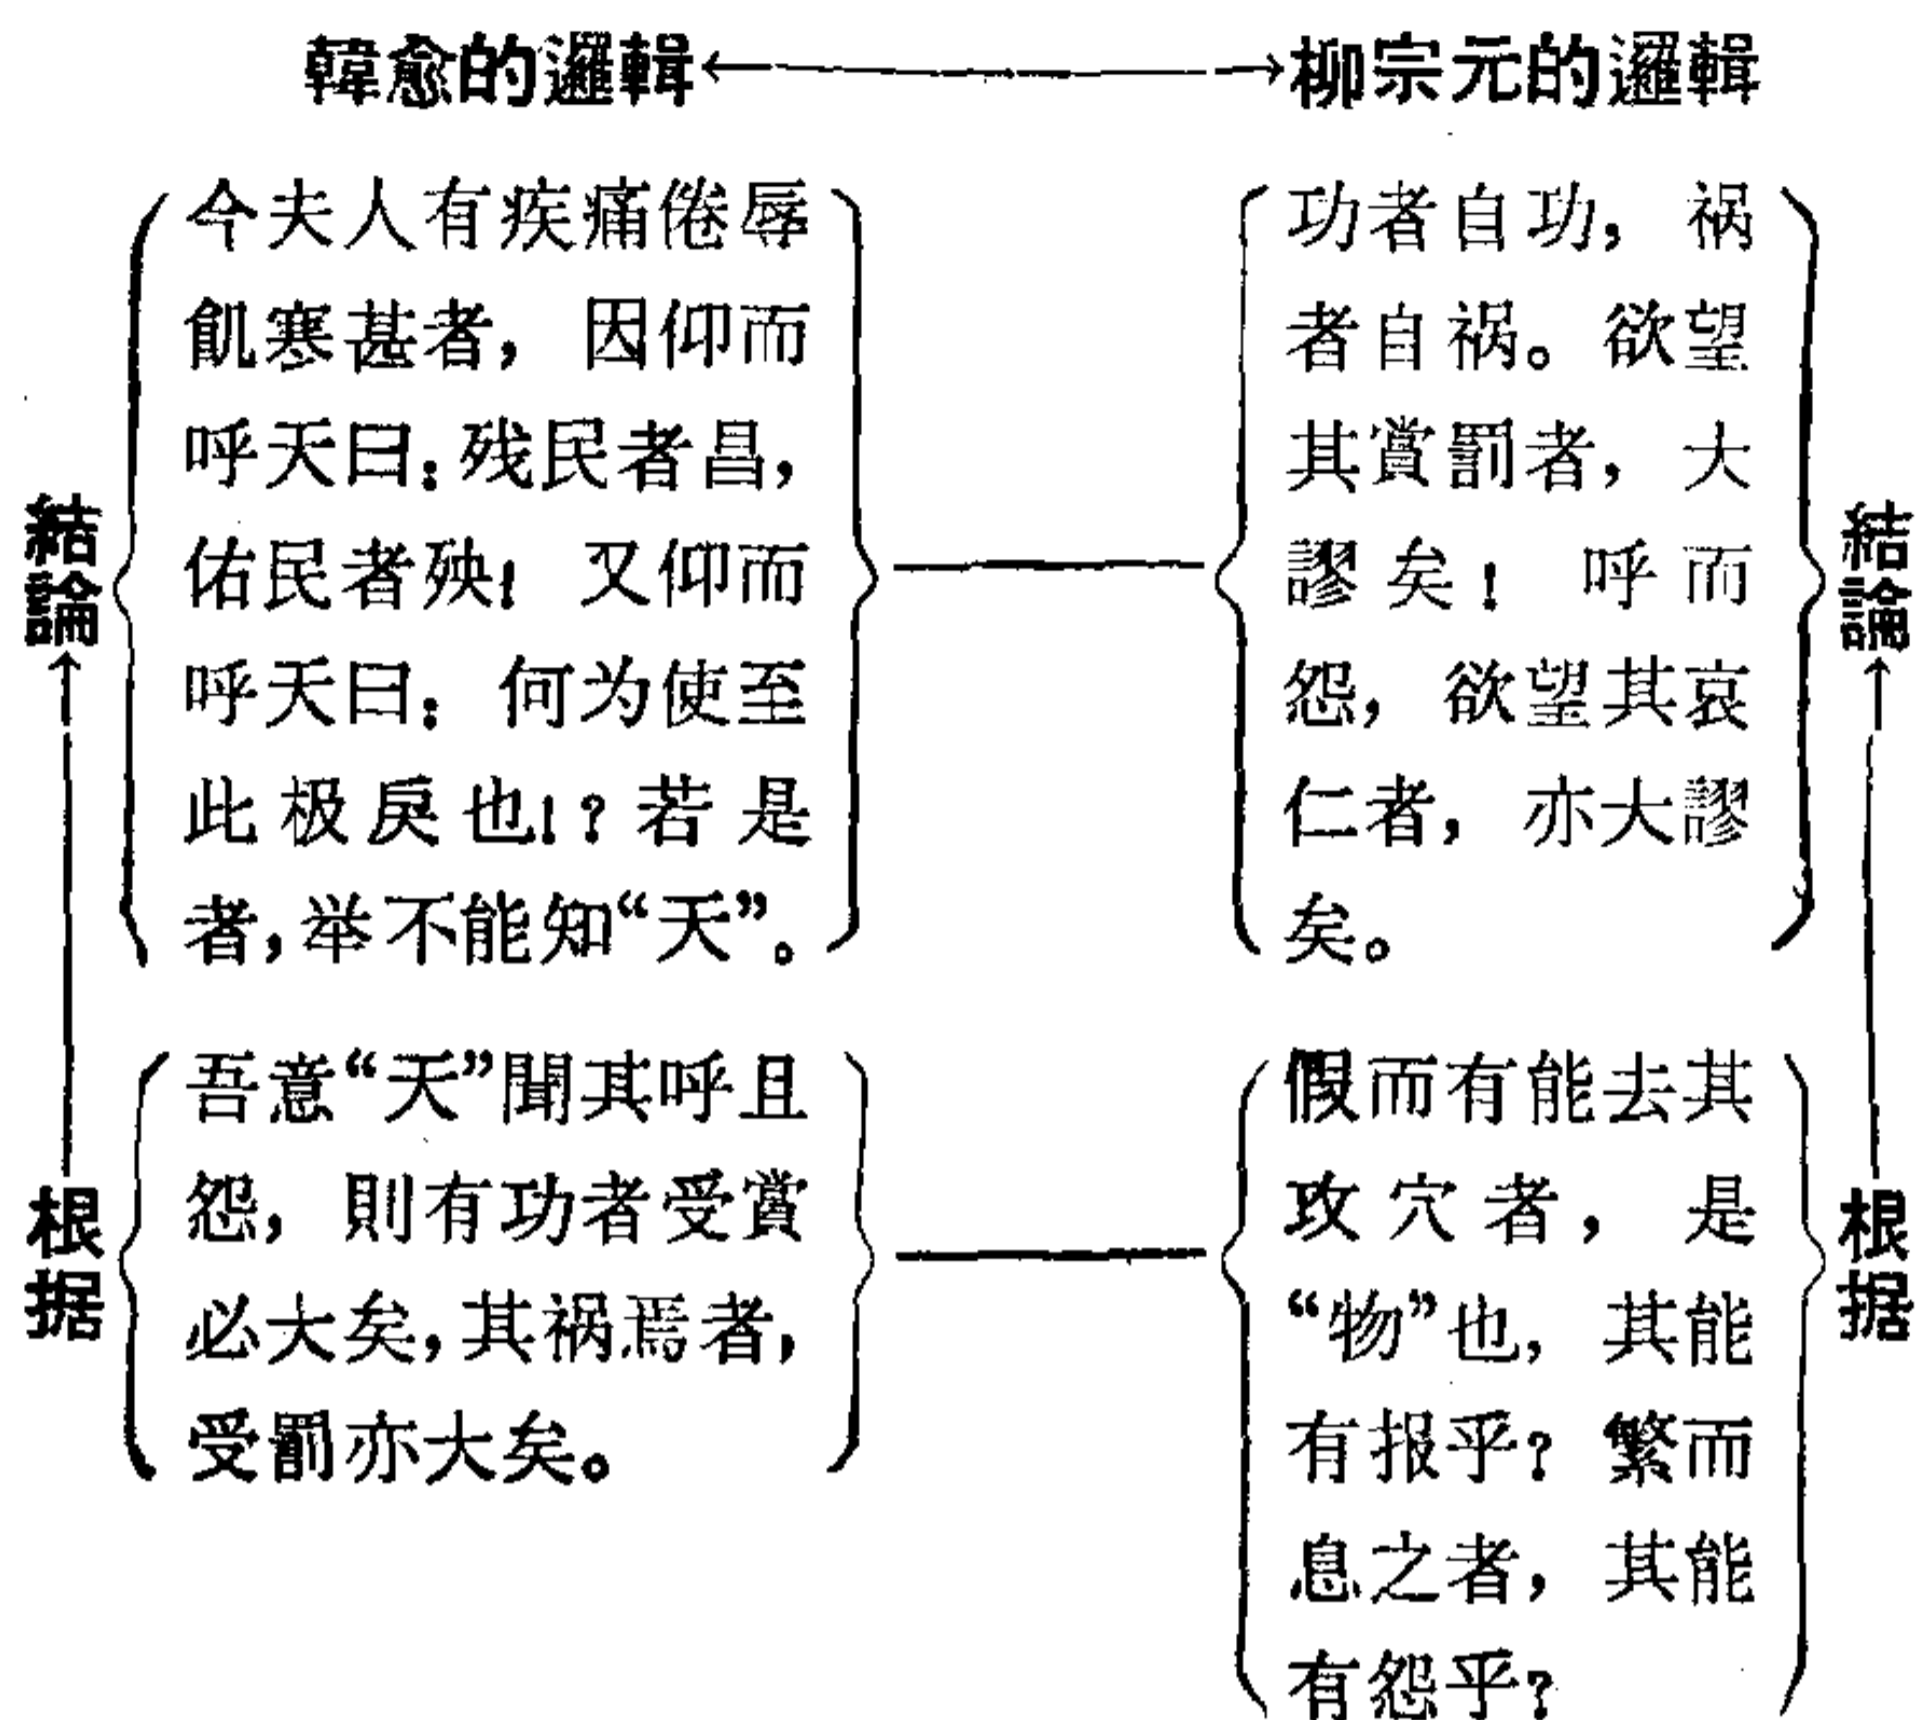 韓愈的邏輯←→柳宗元的邏輯
結論
今夫人有疾痛倦辱
飢寒甚者，因仰而
呼天曰：残民者昌，
佑民者殃！又仰而
呼天曰：何为使至
此极戾也！？若是
者，举不能知“天”。
功者自功，祸
者自祸。欲望
其賞罰者，大
謬矣！呼而
怨，欲望其哀
仁者，亦大謬
矣。
結論
根据
吾意“天”聞其呼且
怨，則有功者受賞
必大矣，其祸焉者，
受罰亦大矣。
假而有能去其
攻穴者，是
“物”也，其能
有报乎？繁而
息之者，其能
有怨乎？
根据